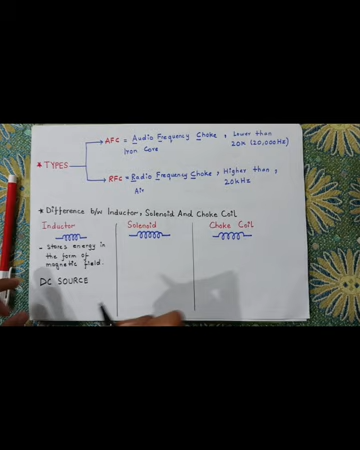 AFC = Audio Frequency Choke, Lower than
Iron Core 20K (20,000Hz)
* TYPES
RFC = Radio Frequency Choke, Higher than,
Air 20KHz
* Difference b/w Inductor, Solenoid And Choke Coil
Inductor Solenoid Choke Coil
- Stores energy in
the form of
magnetic field.
DC SOURCE